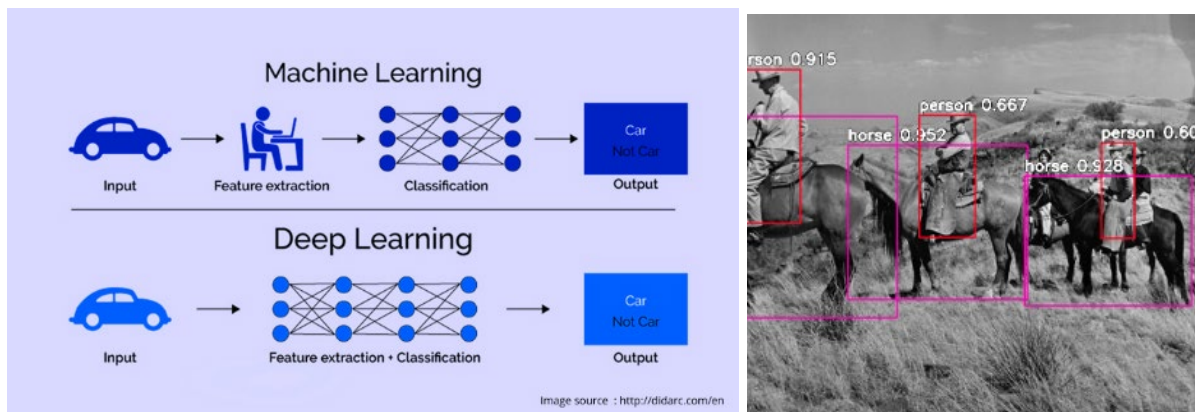 Machine Learning
Input
Feature extraction
Classification
Car
Not Car
Output
Deep Learning
Input
Feature extraction + Classification
Car
Not Car
Output
Image source : http://didarc.com/en
rson 0.915
person 0.667
horse 0.952
person 0.60
horse 0.928